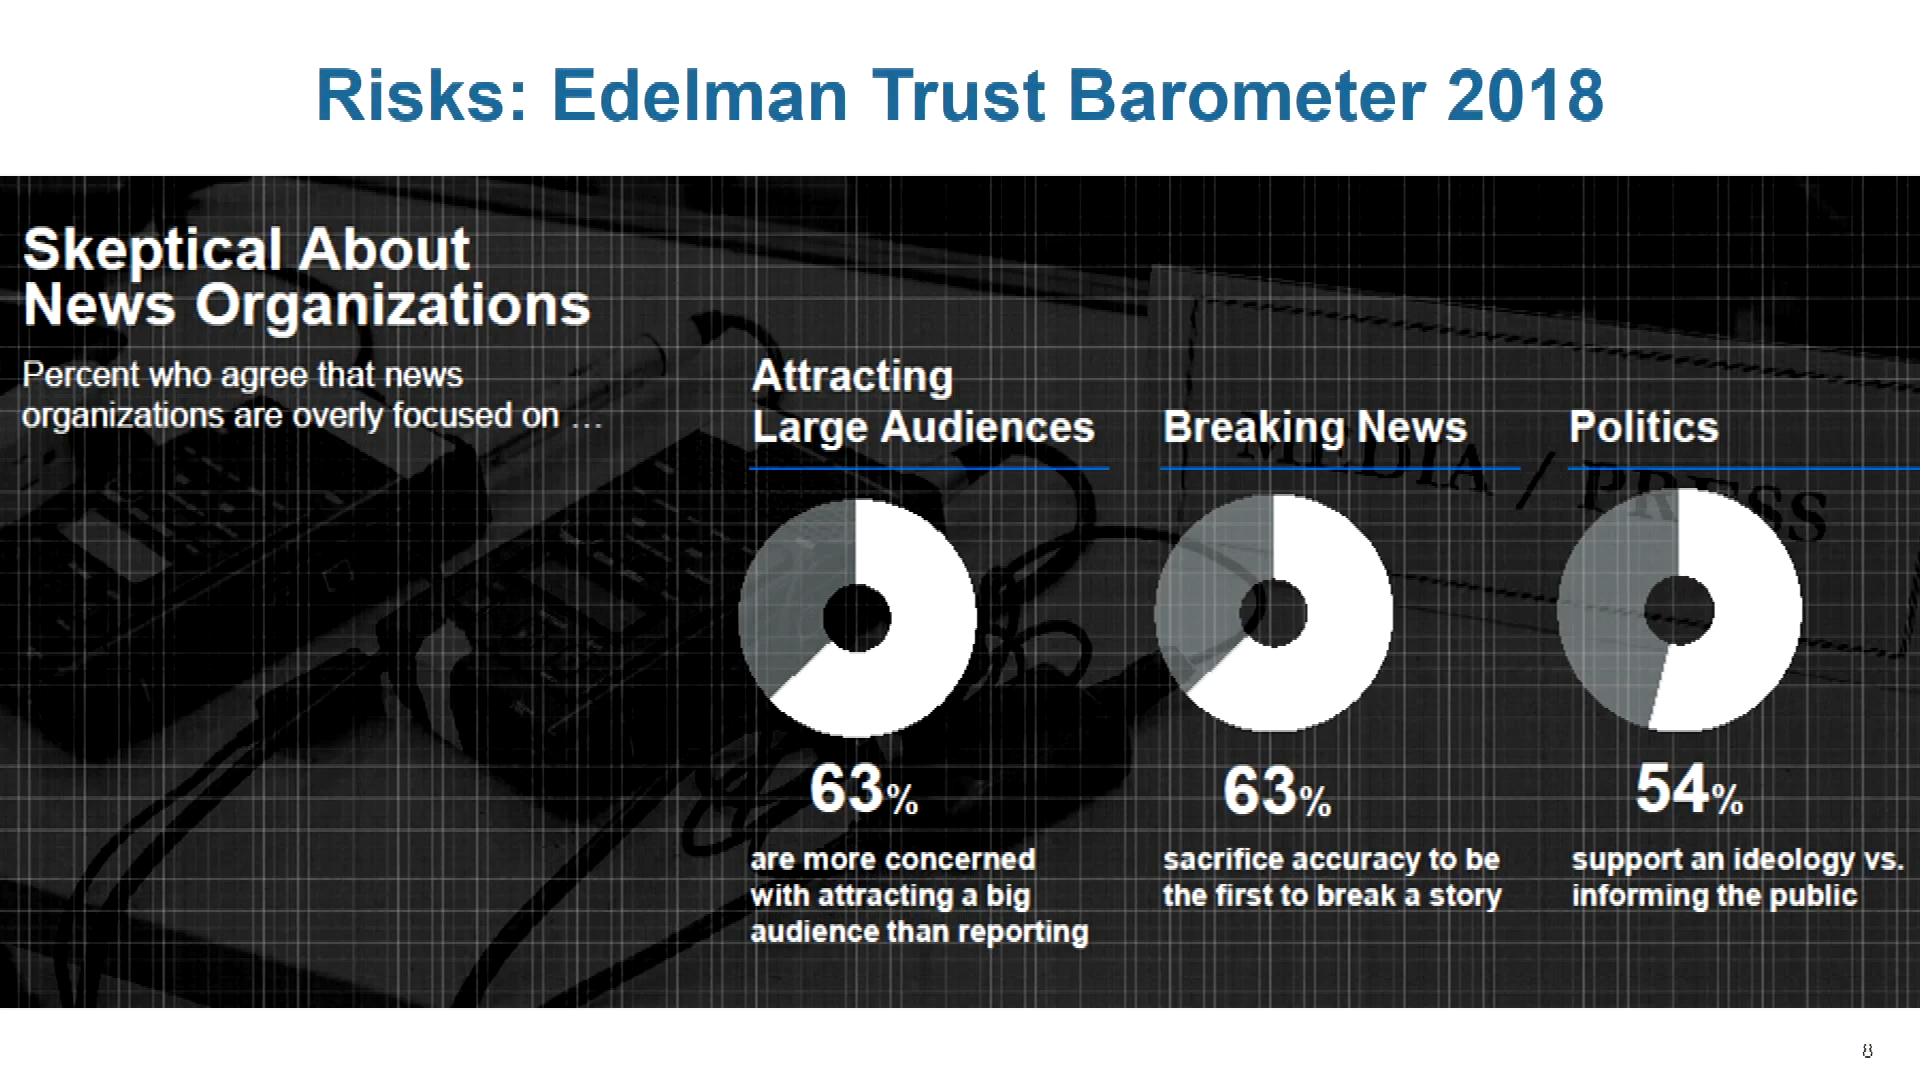 Risks: Edelman Trust Barometer 2018
Skeptical About
News Organizations
Percent who agree that news
organizations are overly focused on …
Attracting
Large Audiences
63%
are more concerned
with attracting a big
audience than reporting
Breaking News
63%
sacrifice accuracy to be
the first to break a story
Politics
54%
support an ideology vs.
informing the public
MEDIA / PRESS
8